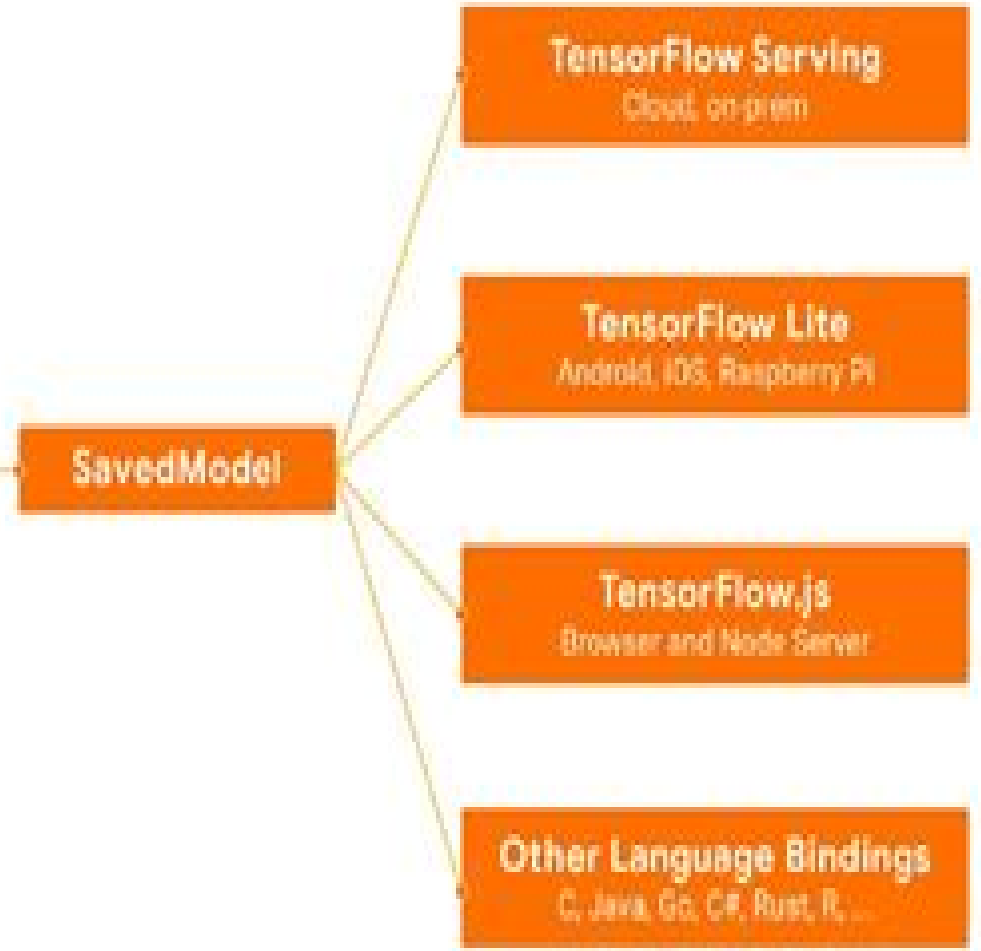 TensorFlow Serving
Cloud, on-prem
TensorFlow Lite
Android, iOS, Raspberry Pi
SavedModel
TensorFlow.js
Browser and Node Server
Other Language Bindings
C, Java, Go, C#, Rust, R, ...